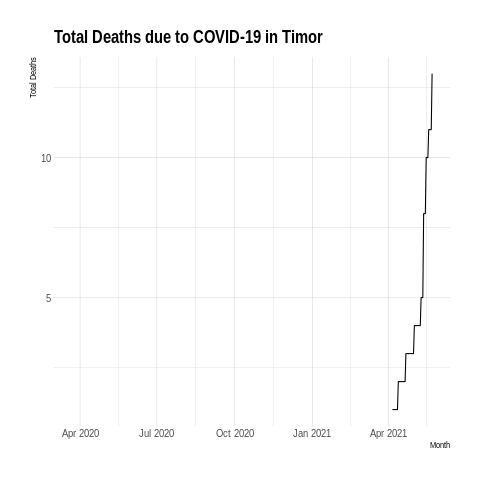 Total Deaths due to COVID-19 in Timor
Total Deaths
10
5
Apr 2020 Jul 2020 Oct 2020 Jan 2021 Apr 2021
Month